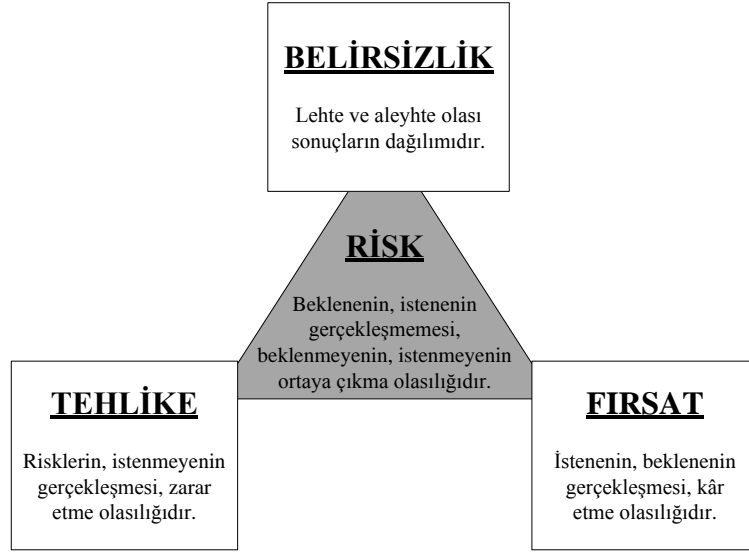 BELİRSİZLİK
Lehte ve aleyhte olası
sonuçların dağılımıdır.
RİSK
Beklenenin, istenenin
gerçekleşmemesi,
beklenmeyenin, istenmeyenin
ortaya çıkma olasılığıdır.
TEHLİKE
Risklerin, istenmeyenin
gerçekleşmesi, zarar
etme olasılığıdır.
FIRSAT
İstenenin, beklenenin
gerçekleşmesi, kâr
etme olasılığıdır.